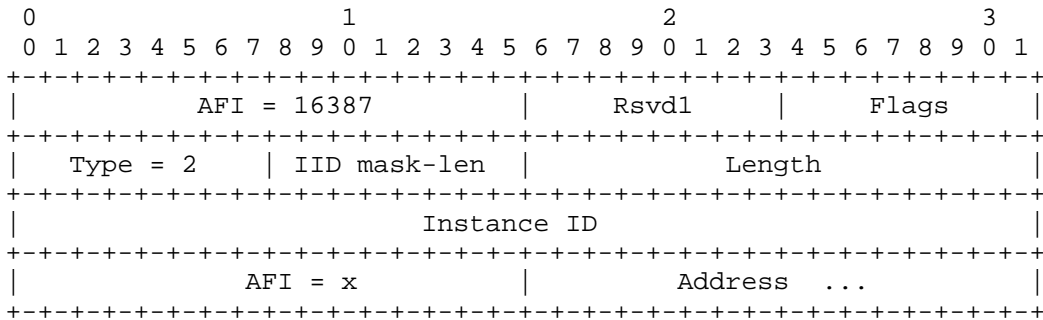 0                   1                   2                   3
 0 1 2 3 4 5 6 7 8 9 0 1 2 3 4 5 6 7 8 9 0 1 2 3 4 5 6 7 8 9 0 1
+-+-+-+-+-+-+-+-+-+-+-+-+-+-+-+-+-+-+-+-+-+-+-+-+-+-+-+-+-+-+-+-+
|           AFI = 16387         |     Rsvd1     |     Flags     |
+-+-+-+-+-+-+-+-+-+-+-+-+-+-+-+-+-+-+-+-+-+-+-+-+-+-+-+-+-+-+-+-+
|   Type = 2    | IID mask-len  |            Length             |
+-+-+-+-+-+-+-+-+-+-+-+-+-+-+-+-+-+-+-+-+-+-+-+-+-+-+-+-+-+-+-+-+
|                         Instance ID                           |
+-+-+-+-+-+-+-+-+-+-+-+-+-+-+-+-+-+-+-+-+-+-+-+-+-+-+-+-+-+-+-+-+
|              AFI = x          |         Address  ...          |
+-+-+-+-+-+-+-+-+-+-+-+-+-+-+-+-+-+-+-+-+-+-+-+-+-+-+-+-+-+-+-+-+